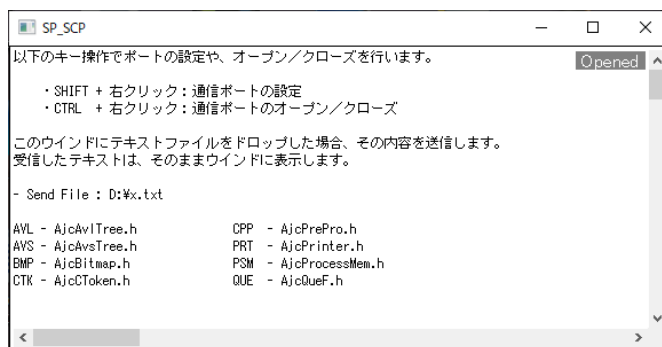 SP_SCP
以下のキー操作でポートの設定や、オープン／クローズを行います。
Opened
・SHIFT + 右クリック：通信ポートの設定
・CTRL + 右クリック：通信ポートのオープン／クローズ
このウインドにテキストファイルをドロップした場合、その内容を送信します。
受信したテキストは、そのままウインドに表示します。
- Send File : D:¥x.txt
AVL - AjcAvlTree.h CPP - AjcPrePro.h
AVS - AjcAvsTree.h PRT - AjcPrinter.h
BMP - AjcBitmap.h PSM - AjcProcessMem.h
CTK - AjcCToken.h QUE - AjcQueF.h